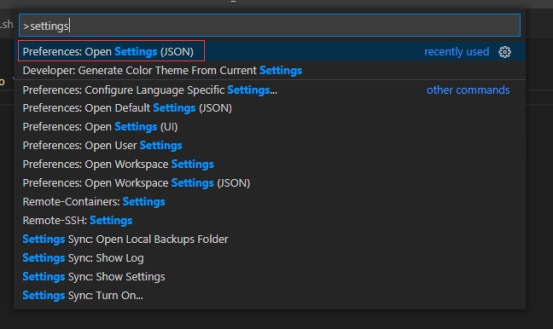 .sh
>settings
Preferences: Open Settings (JSON) recently used
Developer: Generate Color Theme From Current Settings
Preferences: Configure Language Specific Settings... other commands
Preferences: Open Default Settings (JSON)
Preferences: Open Settings (UI)
Preferences: Open User Settings
Preferences: Open Workspace Settings
Preferences: Open Workspace Settings (JSON)
Remote-Containers: Settings
Remote-SSH: Settings
Settings Sync: Open Local Backups Folder
Settings Sync: Show Log
Settings Sync: Show Settings
Settings Sync: Turn On...